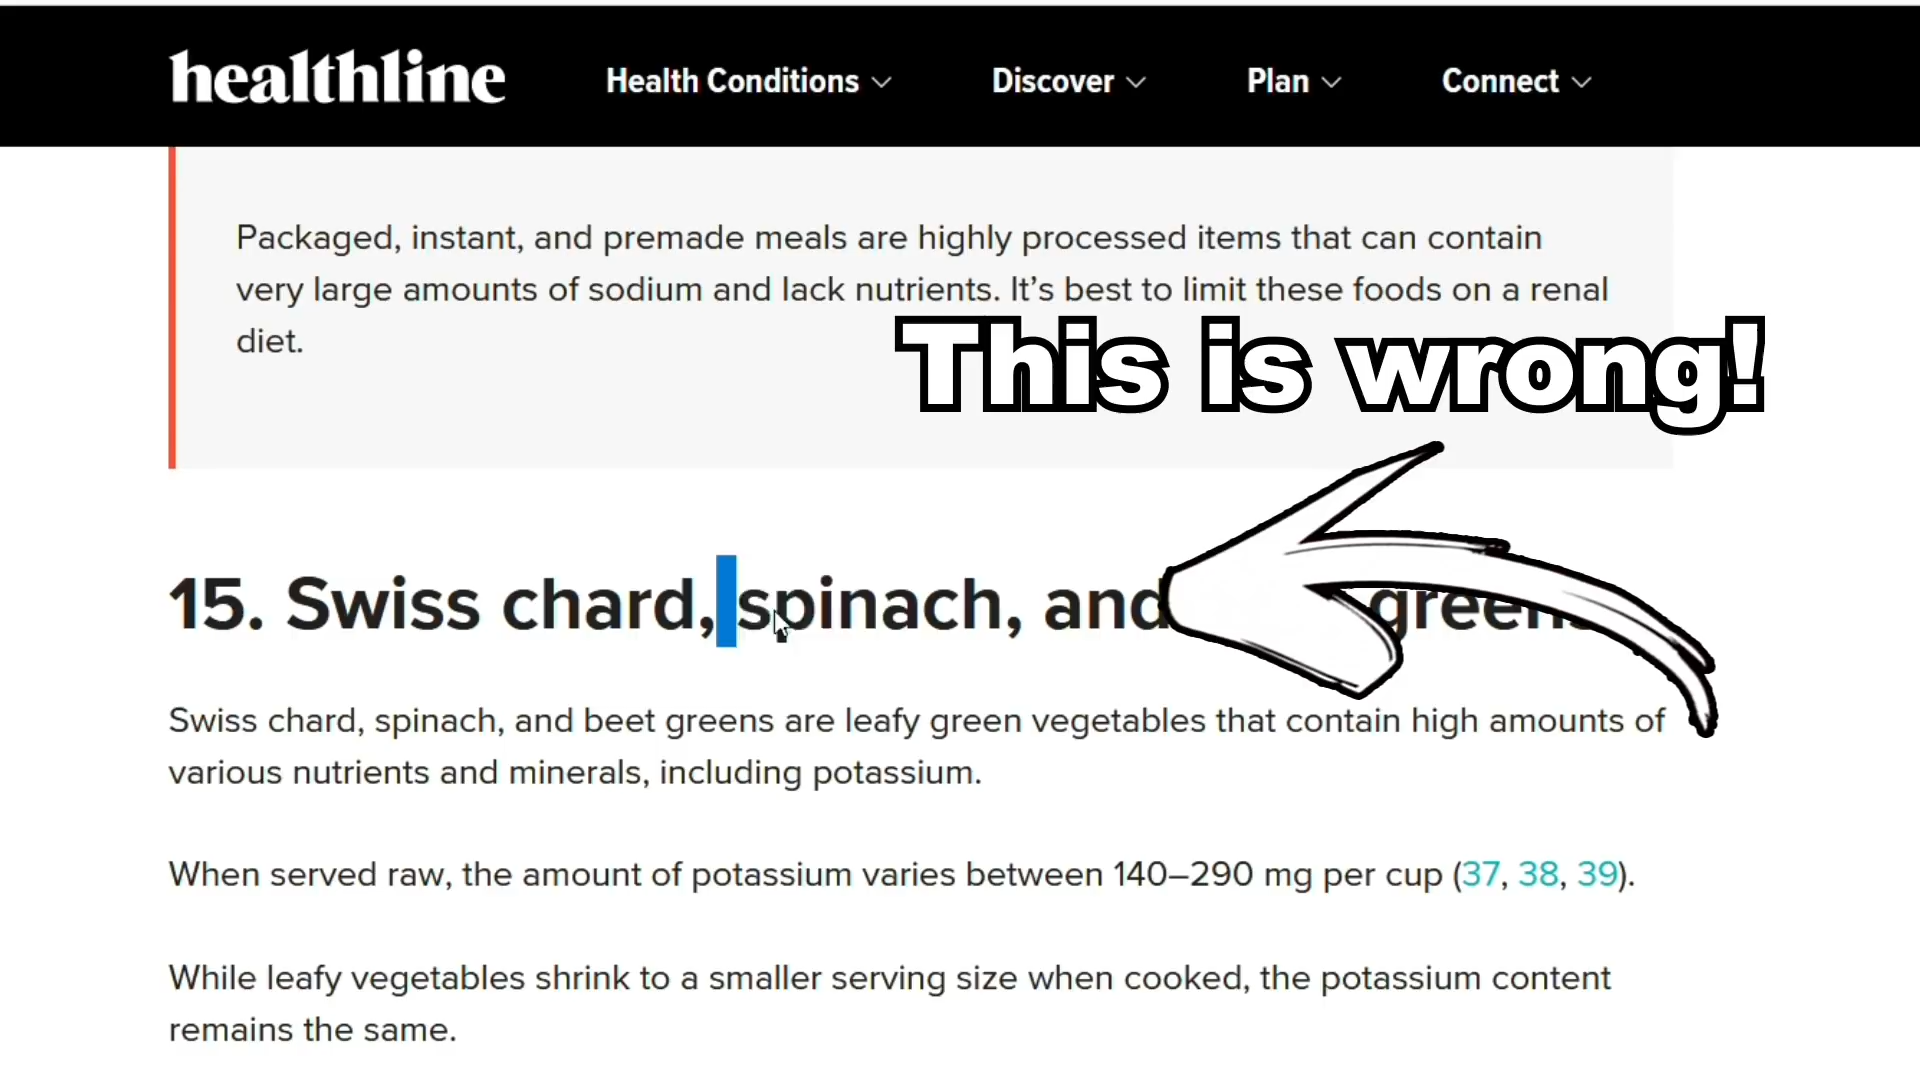 healthline
Health Conditions
Discover
Plan
Connect
Packaged, instant, and premade meals are highly processed items that can contain
very large amounts of sodium and lack nutrients. It’s best to limit these foods on a renal
diet.
This is wrong!
15. Swiss chard, spinach, and greens
Swiss chard, spinach, and beet greens are leafy green vegetables that contain high amounts of
various nutrients and minerals, including potassium.
When served raw, the amount of potassium varies between 140–290 mg per cup (37, 38, 39).
While leafy vegetables shrink to a smaller serving size when cooked, the potassium content
remains the same.